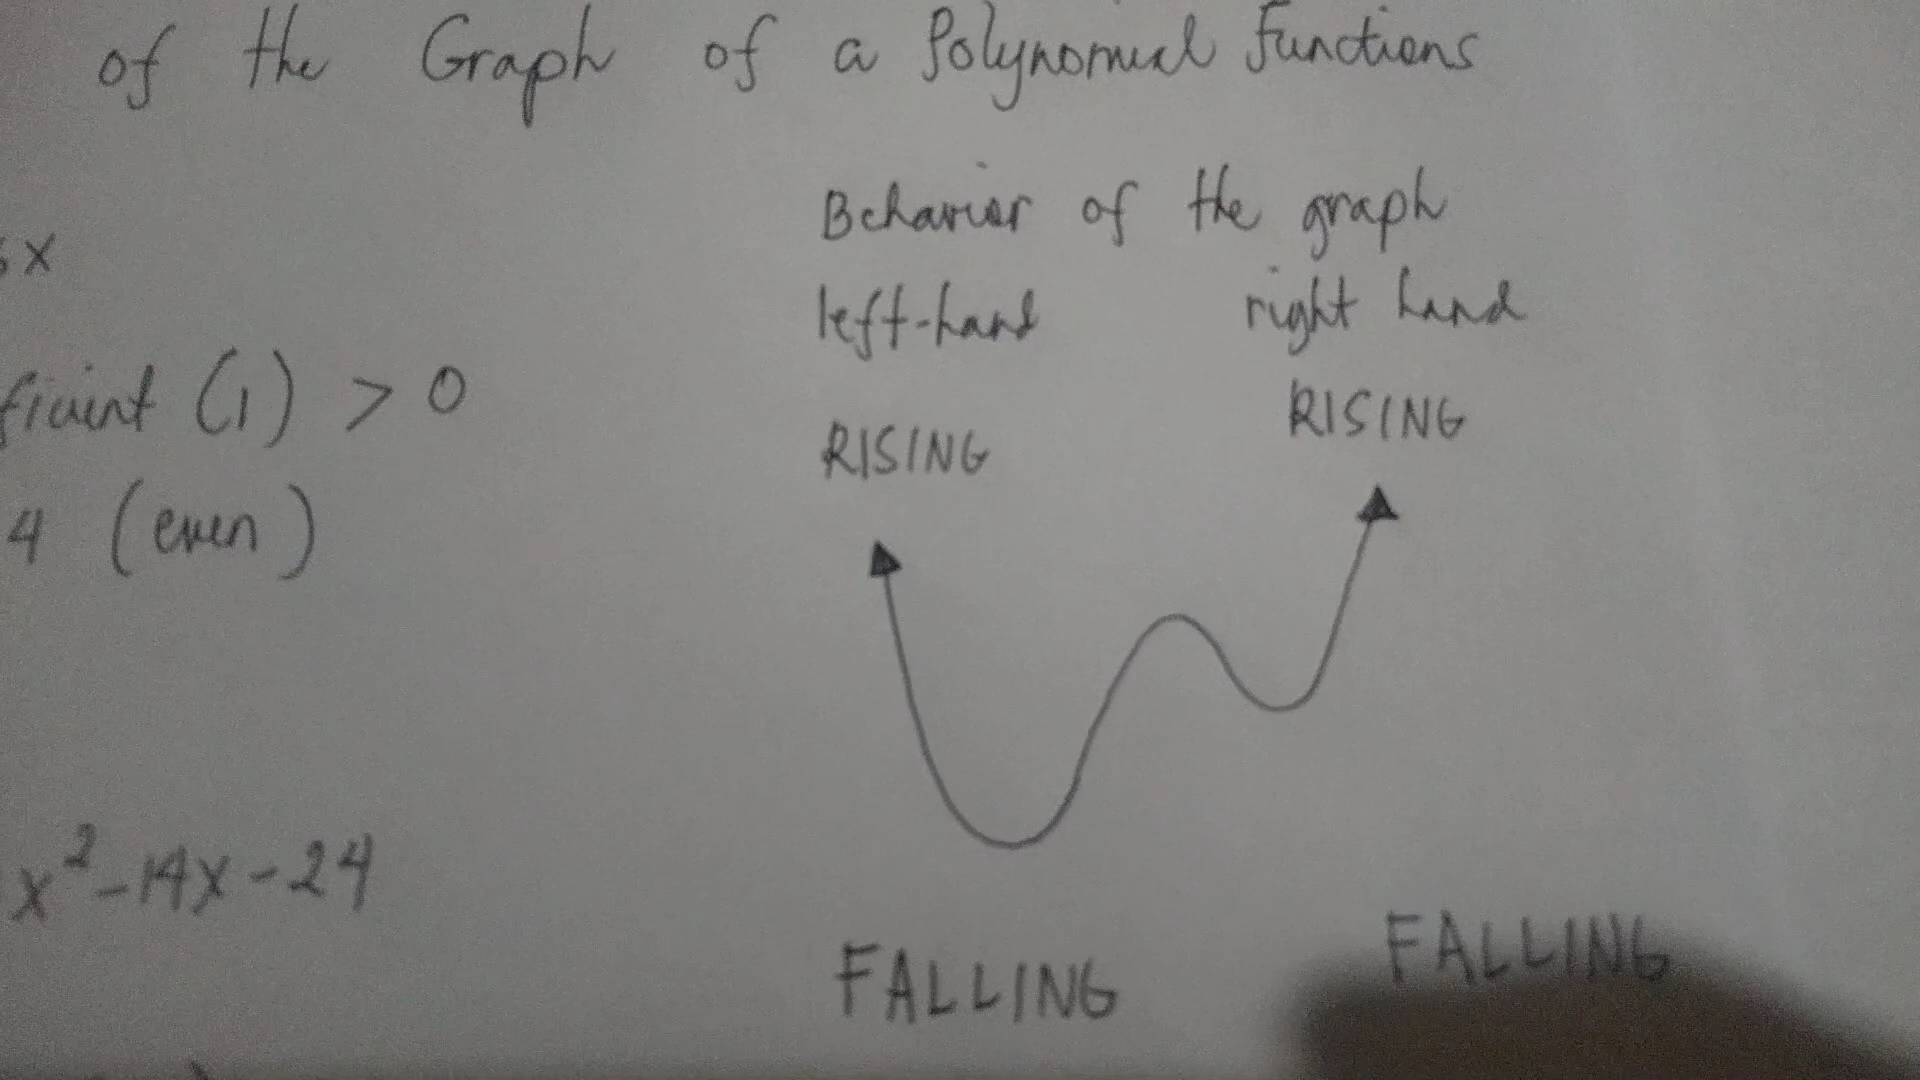 of the Graph of a Polynomial Functions
Behavior of the graph
x
left-hand right hand
ficient (1) > 0
RISING RISING
4 (even)
x²-14x-24
FALLING FALLING